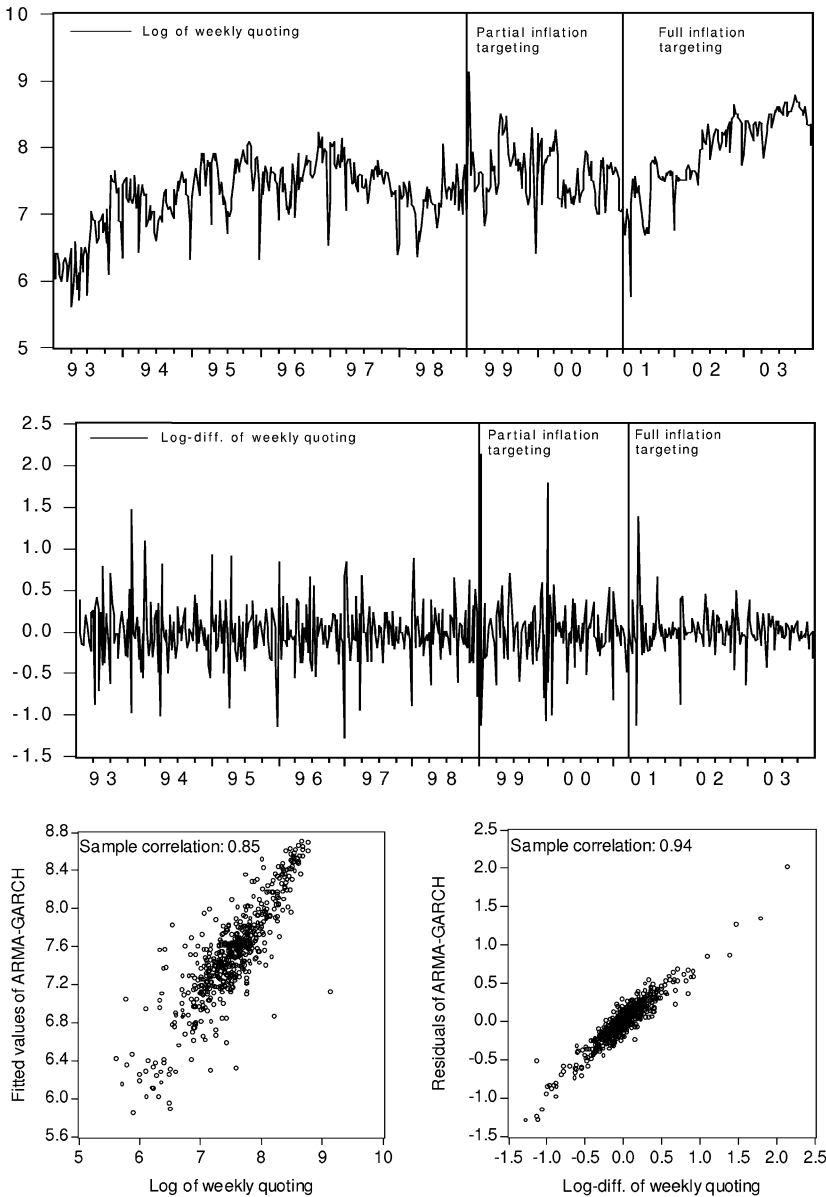 10
Log of weekly quoting
Partial inflation
targeting
Full inflation
targeting
9
8
7
6
5
93 94 95 96 97 98 99 00 01 02 03
2.5
Log-diff. of weekly quoting
Partial inflation
targeting
Full inflation
targeting
2.0
1.5
1.0
0.5
0.0
-0.5
-1.0
-1.5
93 94 95 96 97 98 99 00 01 02 03
Fitted values of ARMA-GARCH
8.8
Sample correlation: 0.85
8.4
8.0
7.6
7.2
6.8
6.4
6.0
5.6
5 6 7 8 9 10
Log of weekly quoting
Residuals of ARMA-GARCH
2.5
Sample correlation: 0.94
2.0
1.5
1.0
0.5
0.0
-0.5
-1.0
-1.5
-1.5 -1.0 -0.5 0.0 0.5 1.0 1.5 2.0 2.5
Log-diff. of weekly quoting